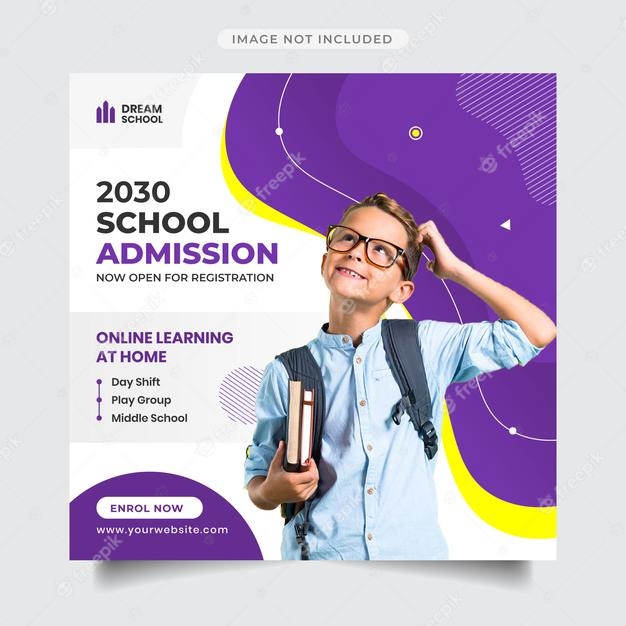 IMAGE NOT INCLUDED
DREAM
SCHOOL
2030
SCHOOL
ADMISSION
NOW OPEN FOR REGISTRATION
ONLINE LEARNING
AT HOME
Day Shift
Play Group
Middle School
ENROL NOW
www.yourwebsite.com
freepik